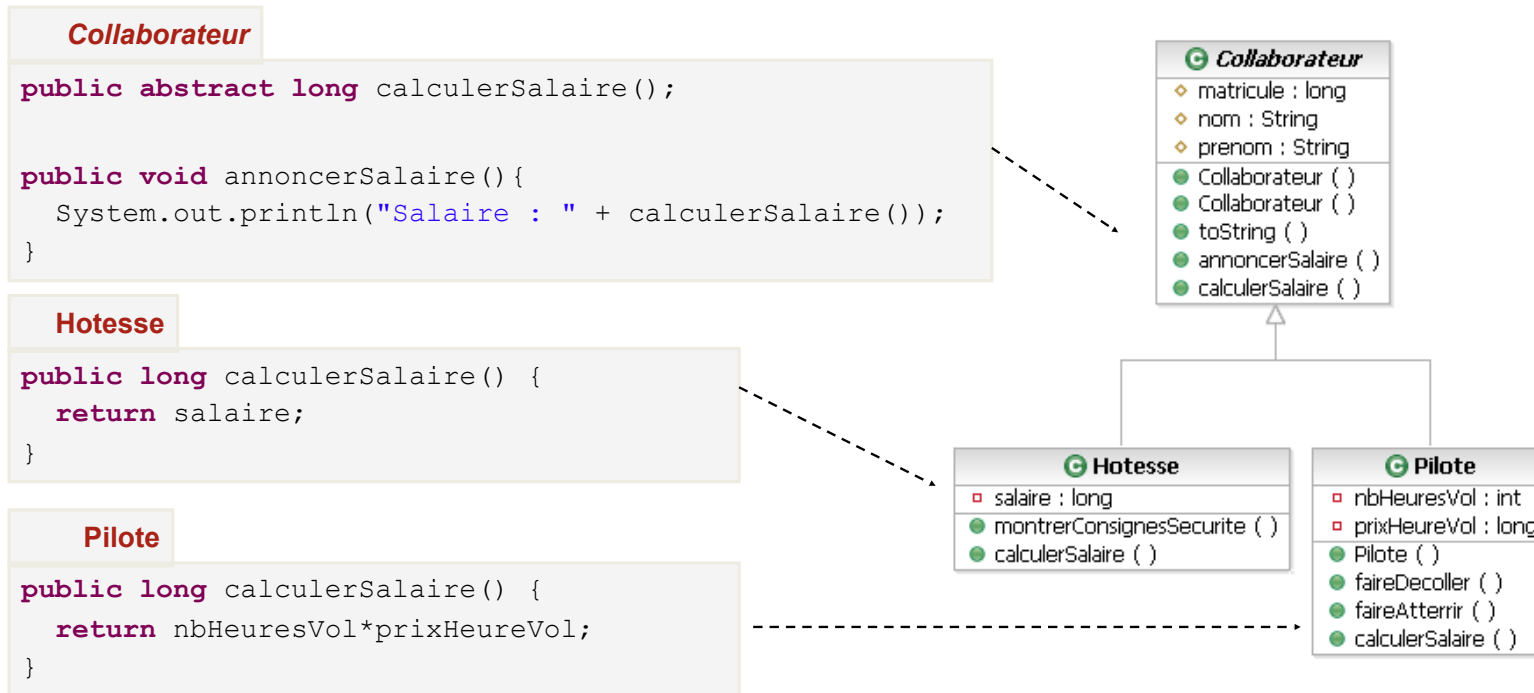 Collaborateur
public abstract long calculerSalaire();
public void annoncerSalaire(){
System.out.println("Salaire : " + calculerSalaire());
}
Hotesse
public long calculerSalaire() {
return salaire;
}
Pilote
public long calculerSalaire() {
return nbHeuresVol*prixHeureVol;
}
Collaborateur
matricule : long
nom : String
prenom : String
Collaborateur ( )
Collaborateur ( )
toString ( )
annoncerSalaire ( )
calculerSalaire ( )
Hotesse
salaire : long
montrerConsignesSecurite ( )
calculerSalaire ( )
Pilote
nbHeuresVol : int
prixHeureVol : long
Pilote ( )
faireDecoller ( )
faireAtterrir ( )
calculerSalaire ( )